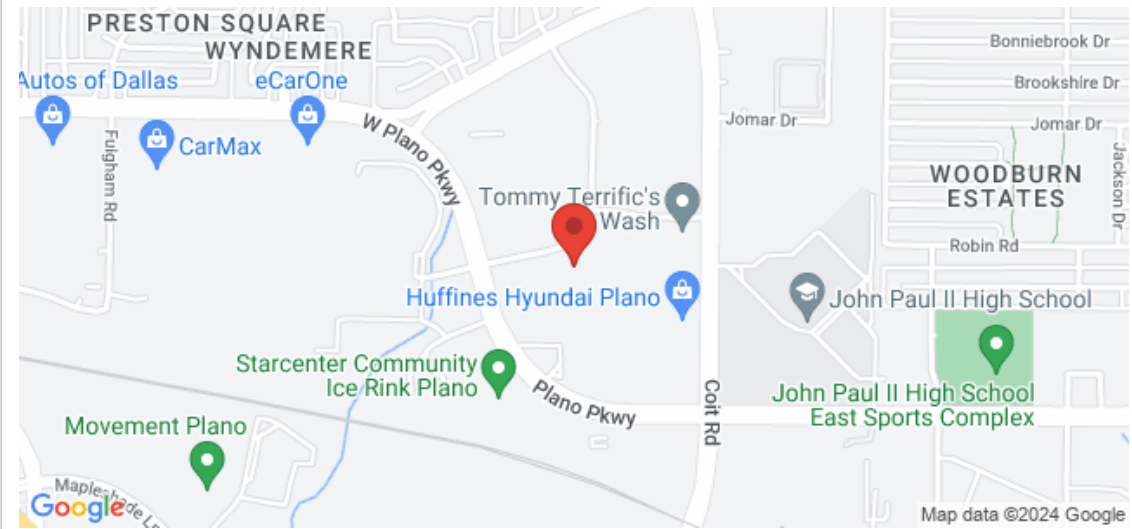 PRESTON SQUARE
WYNDEMERE
Bonniebrook Dr
Autos of Dallas
eCarOne
Brookshire Dr
CarMax
W Plano Pkwy
Jomar Dr
Jomar Dr
Fulgham Rd
Jackson Dr
WOODBURN
ESTATES
Tommy Terrific's
Wash
Robin Rd
Huffines Hyundai Plano
John Paul II High School
Starcenter Community
Ice Rink Plano
Plano Pkwy
Coit Rd
John Paul II High School
East Sports Complex
Movement Plano
Mapleshade Ln
Google
Map data ©2024 Google